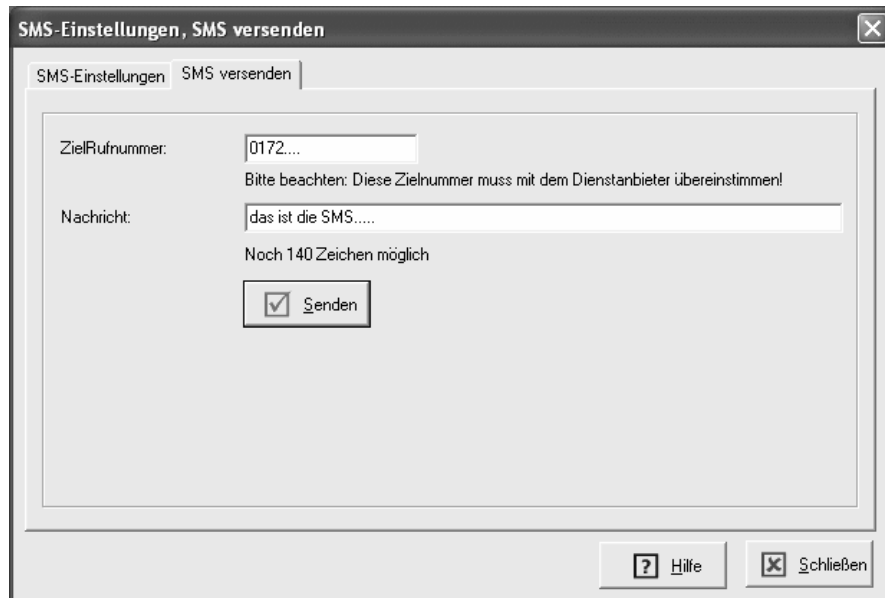 SMS-Einstellungen, SMS versenden
SMS-Einstellungen SMS versenden
ZielRufnummer: 0172....
Bitte beachten: Diese Zielnummer muss mit dem Dienstanbieter übereinstimmen!
Nachricht: das ist die SMS.....
Noch 140 Zeichen möglich
Senden
? Hilfe Schließen